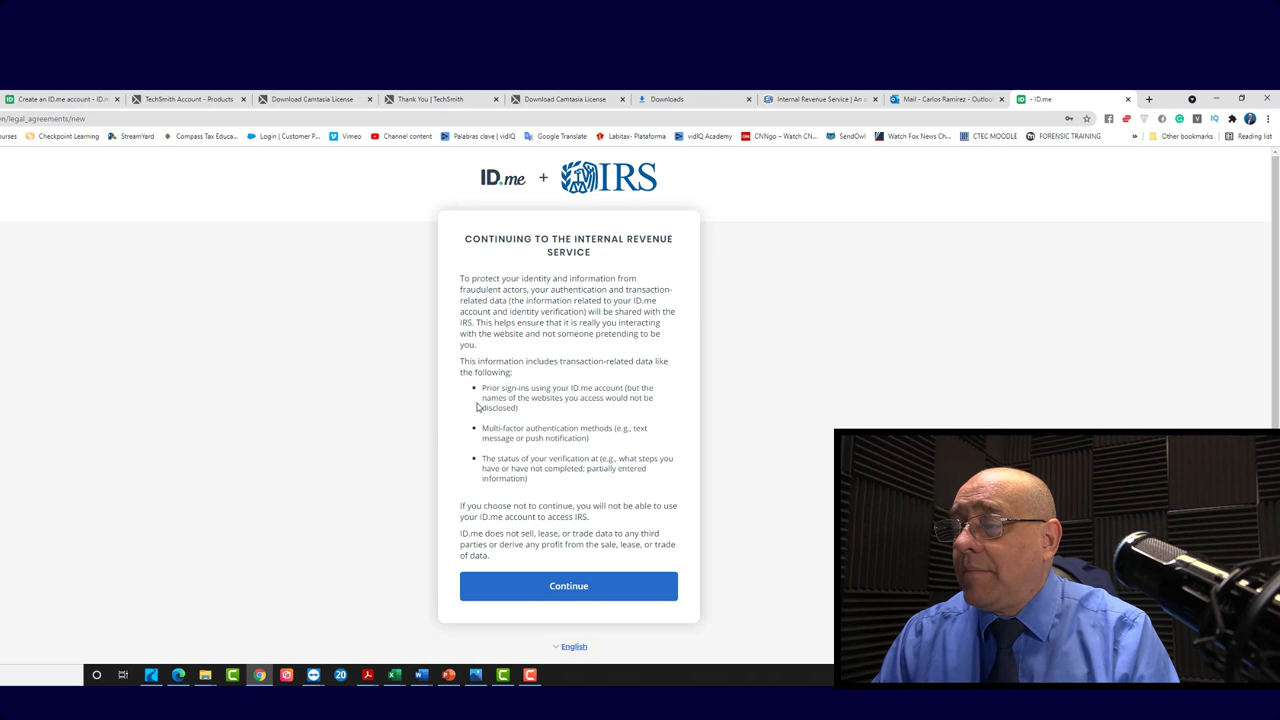 Create an ID.me account - ID.m
TechSmith Account - Products
Download Camtasia License
Thank You | TechSmith
Download Camtasia License
Downloads
Internal Revenue Service | An o
Mail - Carlos Ramirez - Outlook
- ID.me
en/legal_agreements/new
ourses
Checkpoint Learning
StreamYard
Compass Tax Educa...
Login | Customer P...
Vimeo
Channel content
Palabras clave | vidIQ
Google Translate
Labitax- Plataforma
vidIQ Academy
CNNgo – Watch CN...
SendOwl
Watch Fox News Ch...
CTEC MOODLE
FORENSIC TRAINING
»
Other bookmarks
Reading list
ID.me + IRS
CONTINUING TO THE INTERNAL REVENUE
SERVICE
To protect your identity and information from
fraudulent actors, your authentication and transaction-
related data (the information related to your ID.me
account and identity verification) will be shared with the
IRS. This helps ensure that it is really you interacting
with the website and not someone pretending to be
you.
This information includes transaction-related data like
the following:
▪ Prior sign-ins using your ID.me account (but the
names of the websites you access would not be
disclosed)
▪ Multi-factor authentication methods (e.g., text
message or push notification)
▪ The status of your verification at (e.g., what steps you
have or have not completed; partially entered
information)
If you choose not to continue, you will not be able to use
your ID.me account to access IRS.
ID.me does not sell, lease, or trade data to any third
parties or derive any profit from the sale, lease, or trade
of data.
Continue
English
20